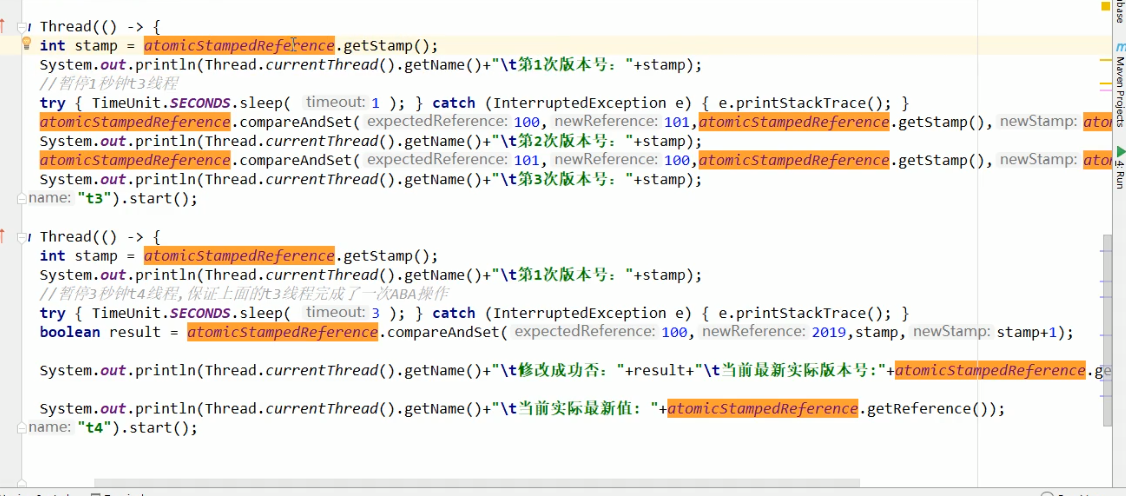 Thread(() -> {
int stamp = atomicStampedReference.getStamp();
System.out.println(Thread.currentThread().getName()+"\t第1次版本号："+stamp);
//暂停1秒钟t3线程
try { TimeUnit.SECONDS.sleep( timeout: 1 ); } catch (InterruptedException e) { e.printStackTrace(); }
atomicStampedReference.compareAndSet( expectedReference: 100, newReference: 101,atomicStampedReference.getStamp(), newStamp: ato
System.out.println(Thread.currentThread().getName()+"\t第2次版本号："+stamp);
atomicStampedReference.compareAndSet( expectedReference: 101, newReference: 100,atomicStampedReference.getStamp(), newStamp: ato
System.out.println(Thread.currentThread().getName()+"\t第3次版本号："+stamp);
name: "t3").start();
Thread(() -> {
int stamp = atomicStampedReference.getStamp();
System.out.println(Thread.currentThread().getName()+"\t第1次版本号："+stamp);
//暂停3秒钟t4线程,保证上面的t3线程完成了一次ABA操作
try { TimeUnit.SECONDS.sleep( timeout: 3 ); } catch (InterruptedException e) { e.printStackTrace(); }
boolean result = atomicStampedReference.compareAndSet( expectedReference: 100, newReference: 2019,stamp, newStamp: stamp+1);
System.out.println(Thread.currentThread().getName()+"\t修改成功否："+result+"\t当前最新实际版本号:"+atomicStampedReference.ge
System.out.println(Thread.currentThread().getName()+"\t当前实际最新值："+atomicStampedReference.getReference());
name: "t4").start();
Maven Projects
4: Run